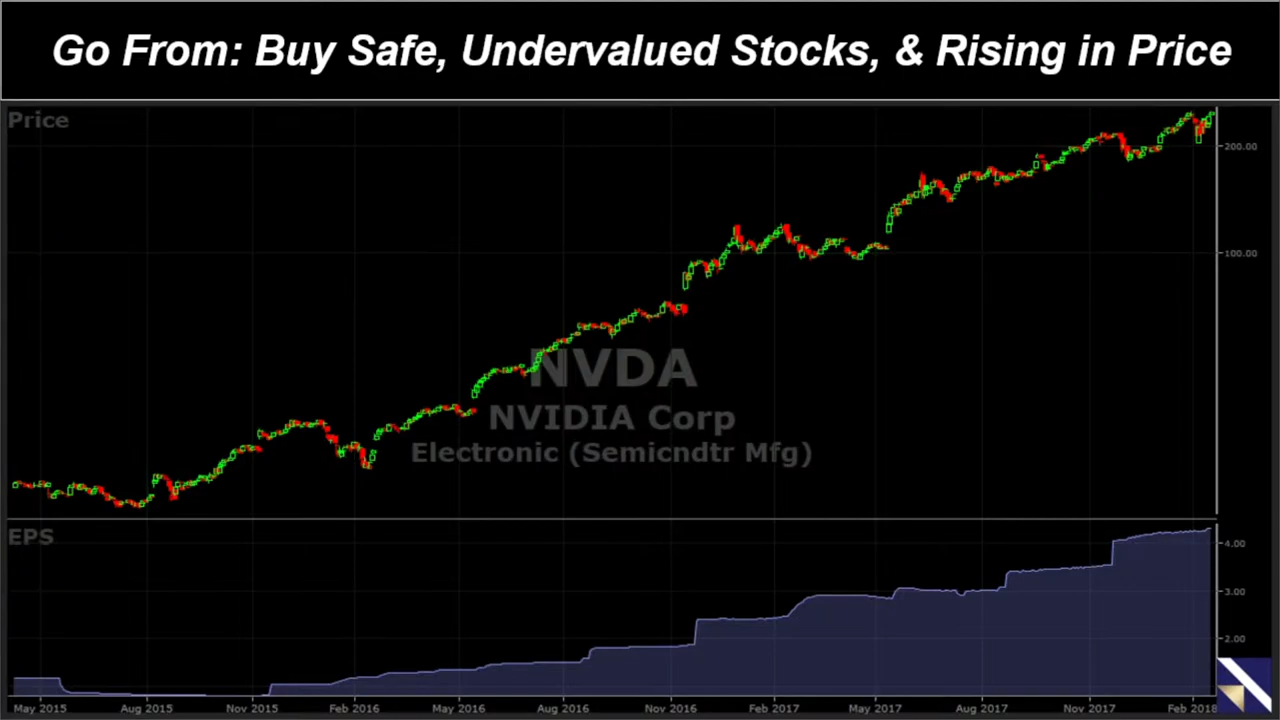 Go From: Buy Safe, Undervalued Stocks, & Rising in Price
Price
200.00
100.00
NVDA
NVIDIA Corp
Electronic (Semicndtr Mfg)
EPS
4.00
3.00
2.00
May 2015 Aug 2015 Nov 2015 Feb 2016 May 2016 Aug 2016 Nov 2016 Feb 2017 May 2017 Aug 2017 Nov 2017 Feb 2018